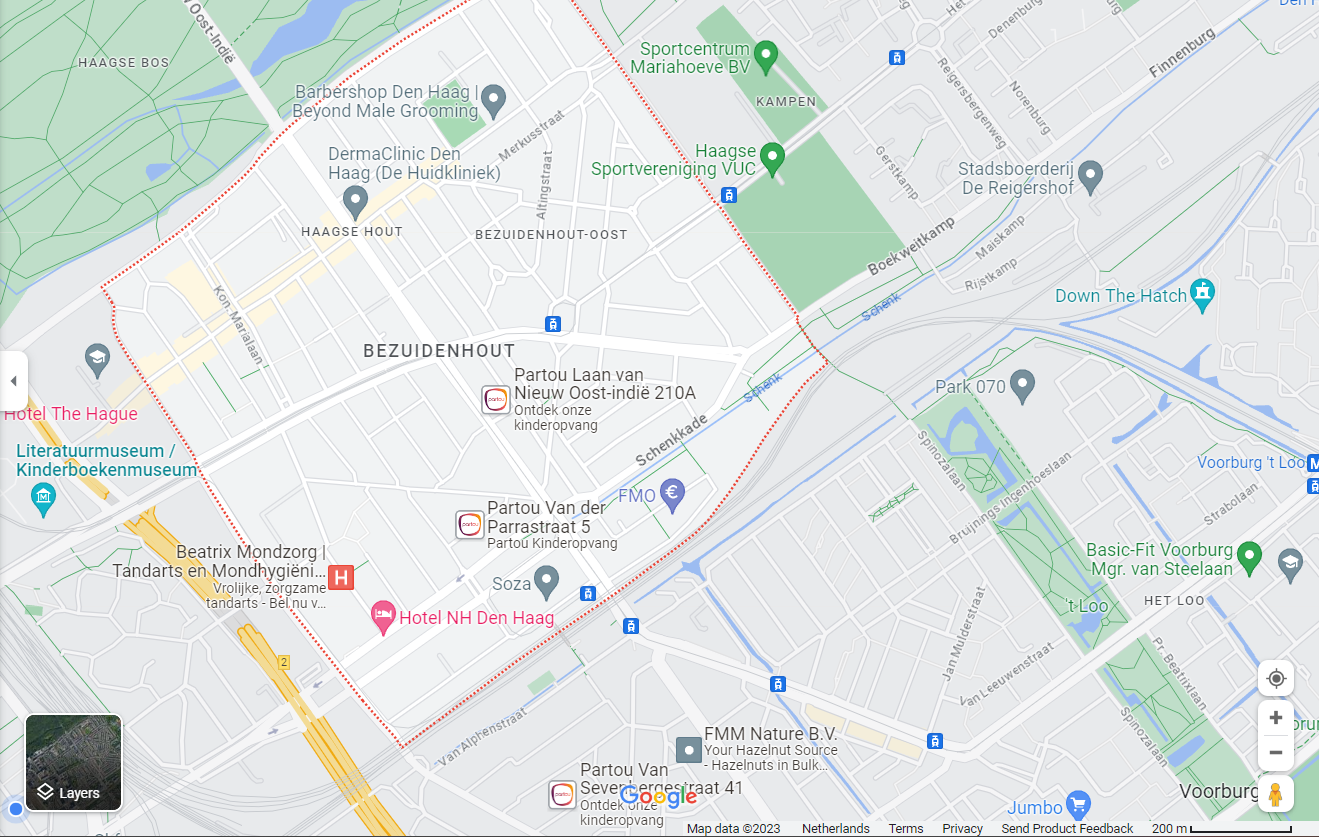 Oost-Indië
HAAGSE BOS
Barbershop Den Haag |
Beyond Male Grooming
DermaClinic Den
Haag (De Huidkliniek)
HAAGSE HOUT
Merkusstraat
Altingstraat
BEZUIDENHOUT-OOST
Kon. Marialaan
BEZUIDENHOUT
Sportcentrum
Mariahoeve BV
KAMPEN
Haagse
Sportvereniging VUC
Denenburg
Finnenburg
Reigersbergenweg
Norenburg
Gerstkamp
Stadsboerderij
De Reigershof
Boekweitkamp
Maiskamp
Rijstkamp
Schenk
Down The Hatch
Hotel The Hague
Literatuurmuseum /
Kinderboekenmuseum
Partou Laan van
Nieuw Oost-indië 210A
Ontdek onze
kinderopvang
partou
Schenk
Schenkkade
Park 070
Spinozalaan
Voorburg 't Loo
M
Bruijnings Ingenhoeslaan
Strabolaan
FMO
Partou Van der
Parrastraat 5
Partou Kinderopvang
partou
Beatrix Mondzorg |
Tandarts en Mondhygiëni...
Vrolijke, zorgzame
tandarts - Bel nu v...
H
Soza
Hotel NH Den Haag
Basic-Fit Voorburg
Mgr. van Steelaan
't Loo
HET LOO
Jan Mulderstraat
Van Leeuwenstraat
Pr. Beatrixlaan
Spinozalaan
2
Van Alphenstraat
FMM Nature B.V.
Your Hazelnut Source
- Hazelnuts in Bulk...
Partou Van
Sevenbergestraat 41
Ontdek onze
kinderopvang
partou
Google
Jumbo
Voorburg
Layers
Map data ©2023 Netherlands Terms Privacy Send Product Feedback 200 m